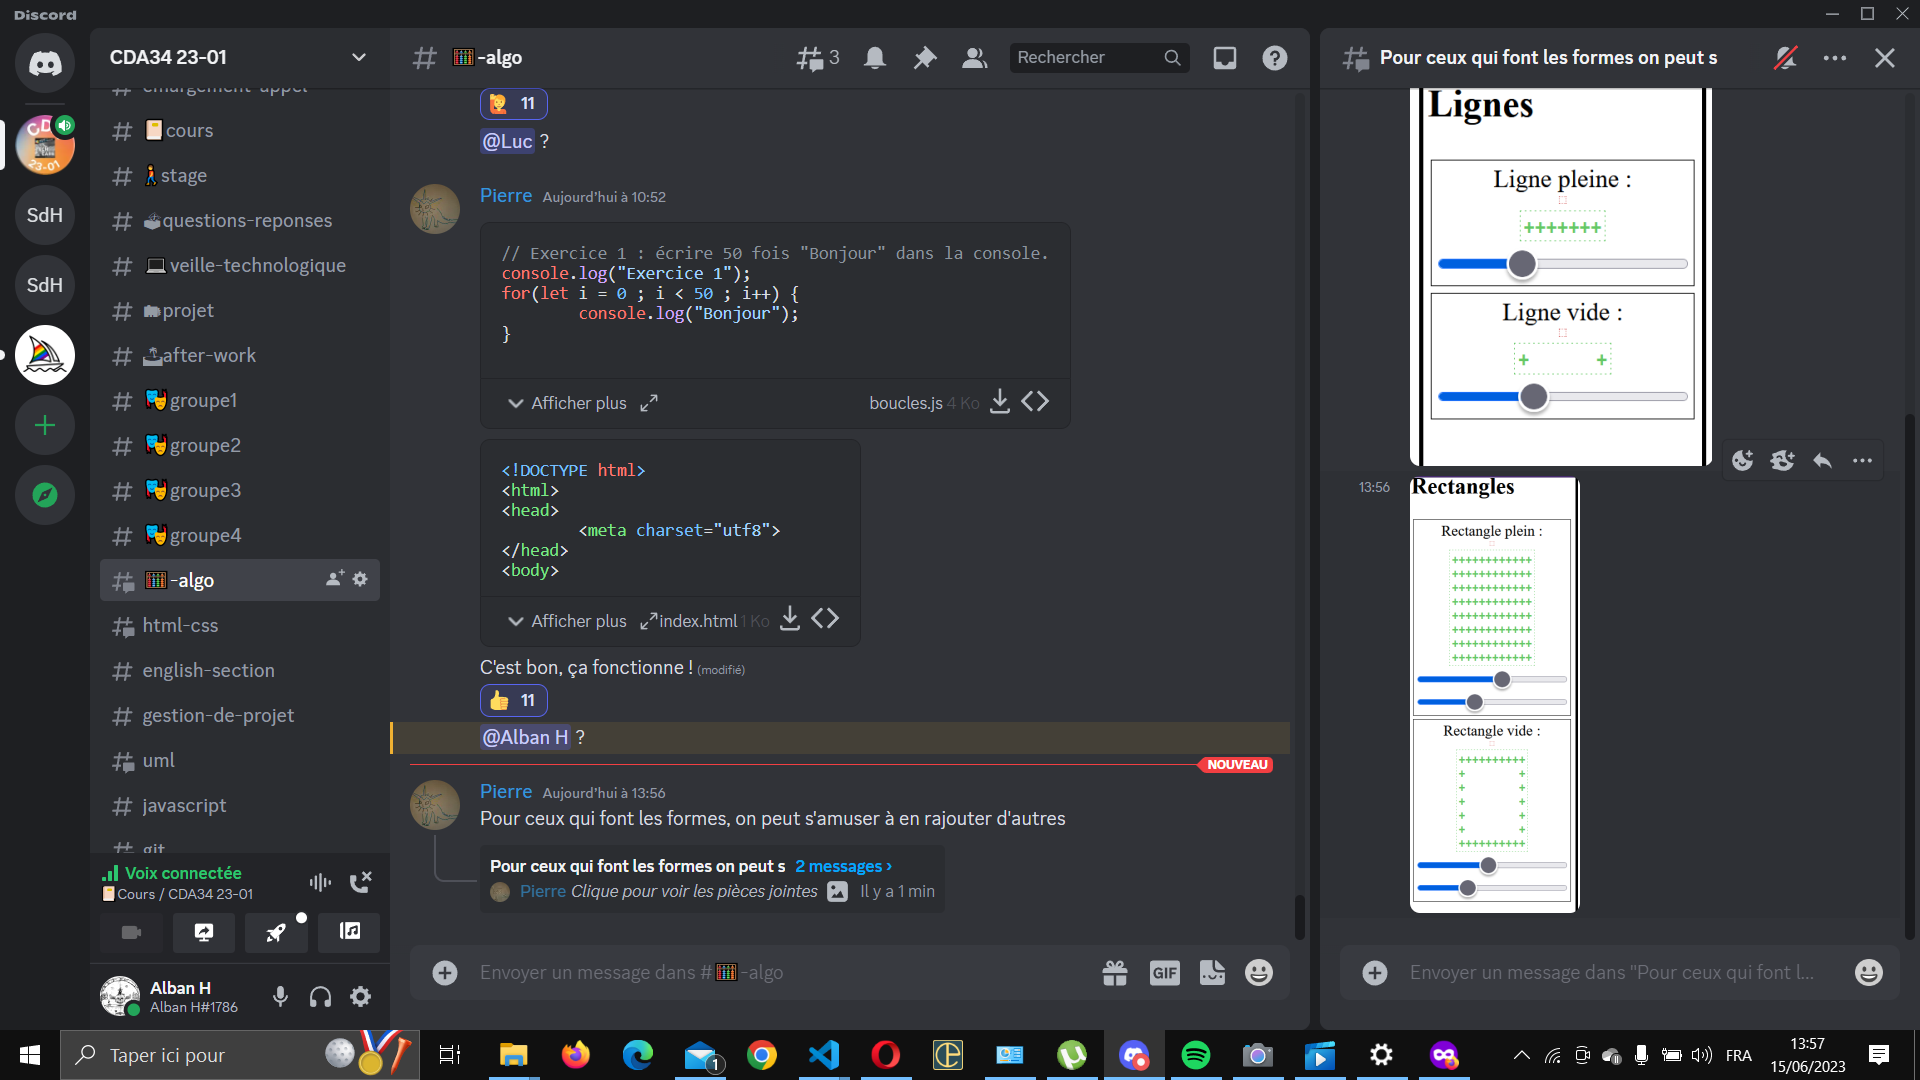 Discord
CDA34 23-01
emargement-appel
cours
stage
questions-reponses
veille-technologique
projet
after-work
groupe1
groupe2
groupe3
groupe4
-algo
html-css
english-section
gestion-de-projet
uml
javascript
git
SdH
SdH
Voix connectée
Cours / CDA34 23-01
Alban H
Alban H#1786
-algo
3
Rechercher
11
@Luc ?
Pierre Aujourd'hui à 10:52
// Exercice 1 : écrire 50 fois "Bonjour" dans la console.
console.log("Exercice 1");
for(let i = 0 ; i < 50 ; i++) {
console.log("Bonjour");
}
Afficher plus boucles.js 4 Ko
<!DOCTYPE html>
<html>
<head>
<meta charset="utf8">
</head>
<body>
Afficher plus index.html 1 Ko
C'est bon, ça fonctionne ! (modifié)
11
@Alban H ?
NOUVEAU
Pierre Aujourd'hui à 13:56
Pour ceux qui font les formes, on peut s'amuser à en rajouter d'autres
Pour ceux qui font les formes on peut s 2 messages ›
Pierre Clique pour voir les pièces jointes Il y a 1 min
Envoyer un message dans # -algo
GIF
Pour ceux qui font les formes on peut s
Lignes
Ligne pleine :
+++++++
Ligne vide :
+ +
13:56
Rectangles
Rectangle plein :
++++++++++++
++++++++++++
++++++++++++
++++++++++++
++++++++++++
++++++++++++
++++++++++++
++++++++++++
Rectangle vide :
++++++++++
+ +
+ +
+ +
+ +
+ +
++++++++++
Envoyer un message dans "Pour ceux qui font l...
Taper ici pour
1
FRA
13:57
15/06/2023